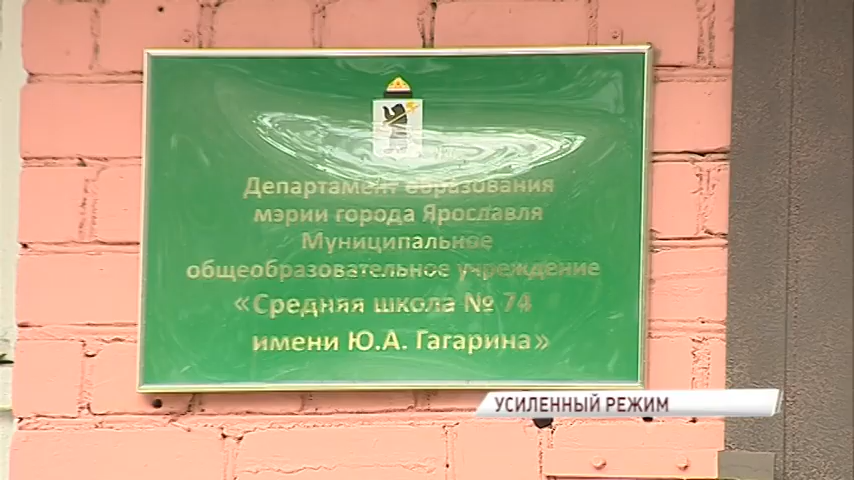 Департамент образования
мэрии города Ярославля
Муниципальное
общеобразовательное учреждение
«Средняя школа № 74
имени Ю.А. Гагарина»
УСИЛЕННЫЙ РЕЖИМ